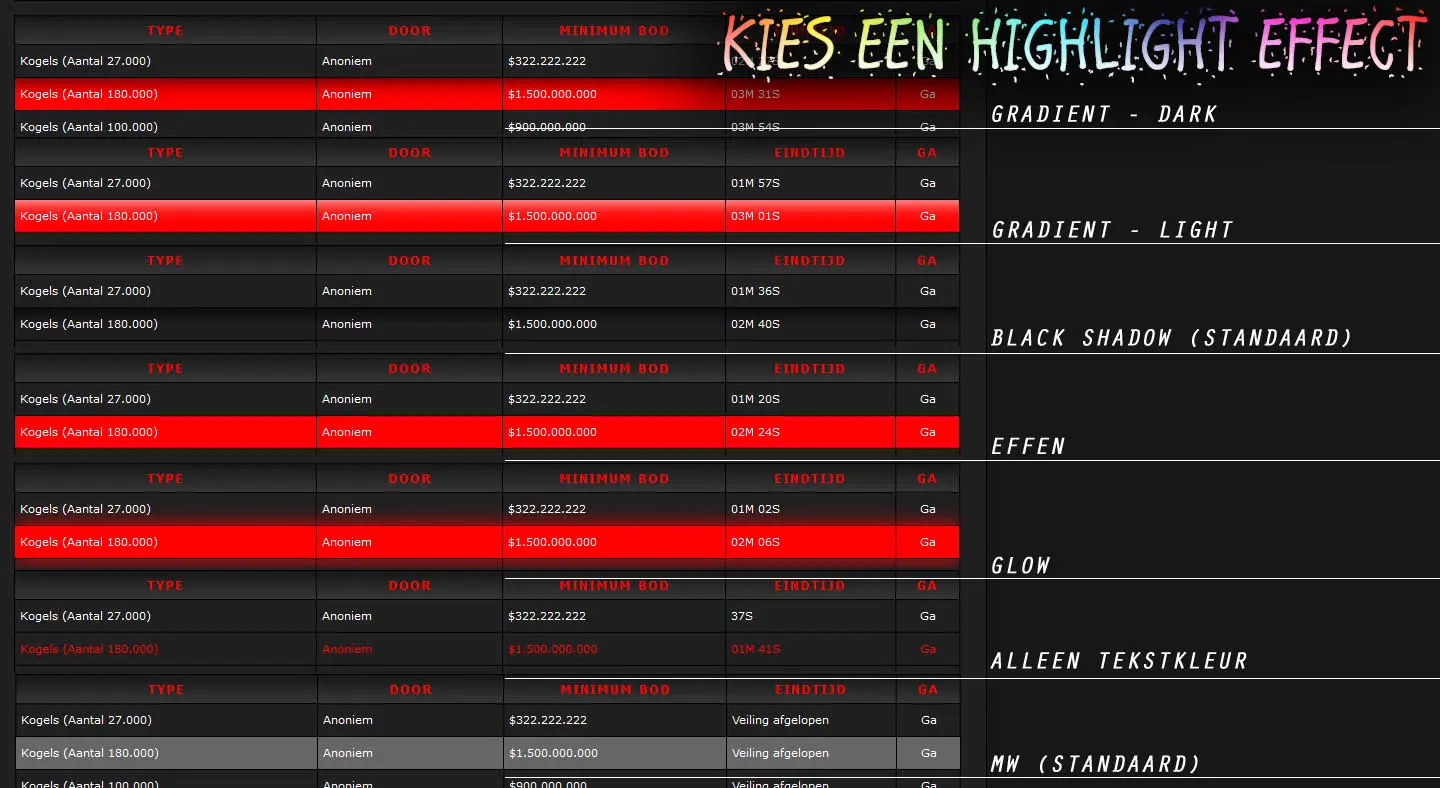 KIES EEN HIGHLIGHT EFFECT
TYPE DOOR MINIMUM BOD
Kogels (Aantal 27.000) Anoniem $322.222.222
Kogels (Aantal 180.000) Anoniem $1.500.000.000 03M 31S Ga
Kogels (Aantal 100.000) Anoniem $900.000.000 03M 54S Ga
GRADIENT - DARK
TYPE DOOR MINIMUM BOD EINDTIJD GA
Kogels (Aantal 27.000) Anoniem $322.222.222 01M 57S Ga
Kogels (Aantal 180.000) Anoniem $1.500.000.000 03M 01S Ga
GRADIENT - LIGHT
TYPE DOOR MINIMUM BOD EINDTIJD GA
Kogels (Aantal 27.000) Anoniem $322.222.222 01M 36S Ga
Kogels (Aantal 180.000) Anoniem $1.500.000.000 02M 40S Ga
BLACK SHADOW (STANDAARD)
TYPE DOOR MINIMUM BOD EINDTIJD GA
Kogels (Aantal 27.000) Anoniem $322.222.222 01M 20S Ga
Kogels (Aantal 180.000) Anoniem $1.500.000.000 02M 24S Ga
EFFEN
TYPE DOOR MINIMUM BOD EINDTIJD GA
Kogels (Aantal 27.000) Anoniem $322.222.222 01M 02S Ga
Kogels (Aantal 180.000) Anoniem $1.500.000.000 02M 06S Ga
GLOW
TYPE DOOR MINIMUM BOD EINDTIJD GA
Kogels (Aantal 27.000) Anoniem $322.222.222 37S Ga
Kogels (Aantal 180.000) Anoniem $1.500.000.000 01M 41S Ga
ALLEEN TEKSTKLEUR
TYPE DOOR MINIMUM BOD EINDTIJD GA
Kogels (Aantal 27.000) Anoniem $322.222.222 Veiling afgelopen Ga
Kogels (Aantal 180.000) Anoniem $1.500.000.000 Veiling afgelopen Ga
MW (STANDAARD)
Kogels (Aantal 100.000) Anoniem $900.000.000 Veiling afgelopen Ga